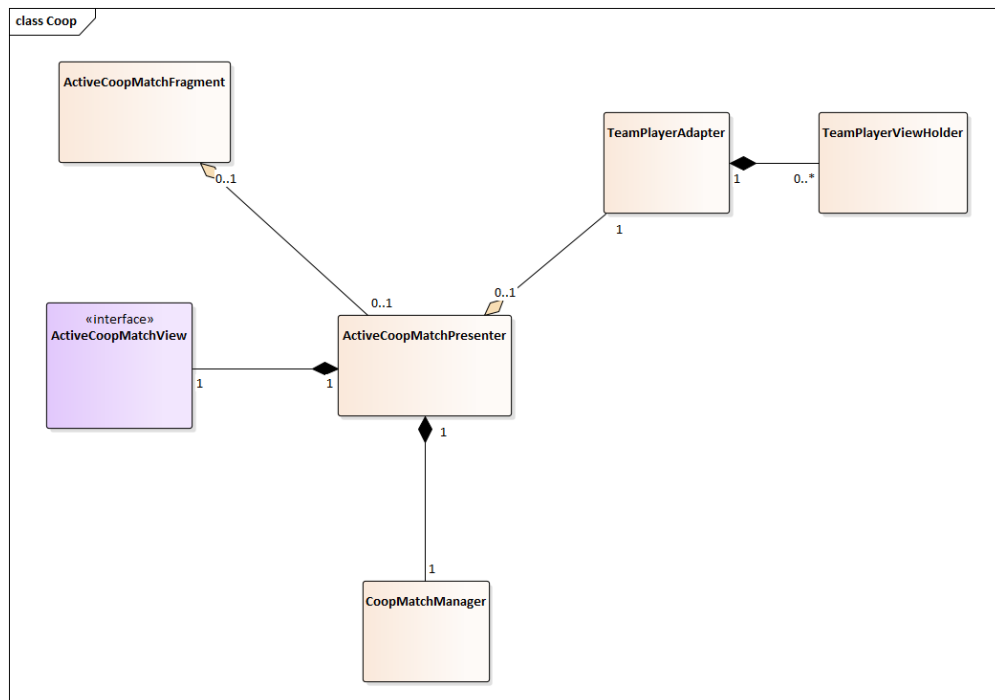 class Coop
ActiveCoopMatchFragment
0..1
0..1
TeamPlayerAdapter
1
0..*
TeamPlayerViewHolder
1
0..1
«interface»
ActiveCoopMatchView
1
1
ActiveCoopMatchPresenter
1
1
CoopMatchManager